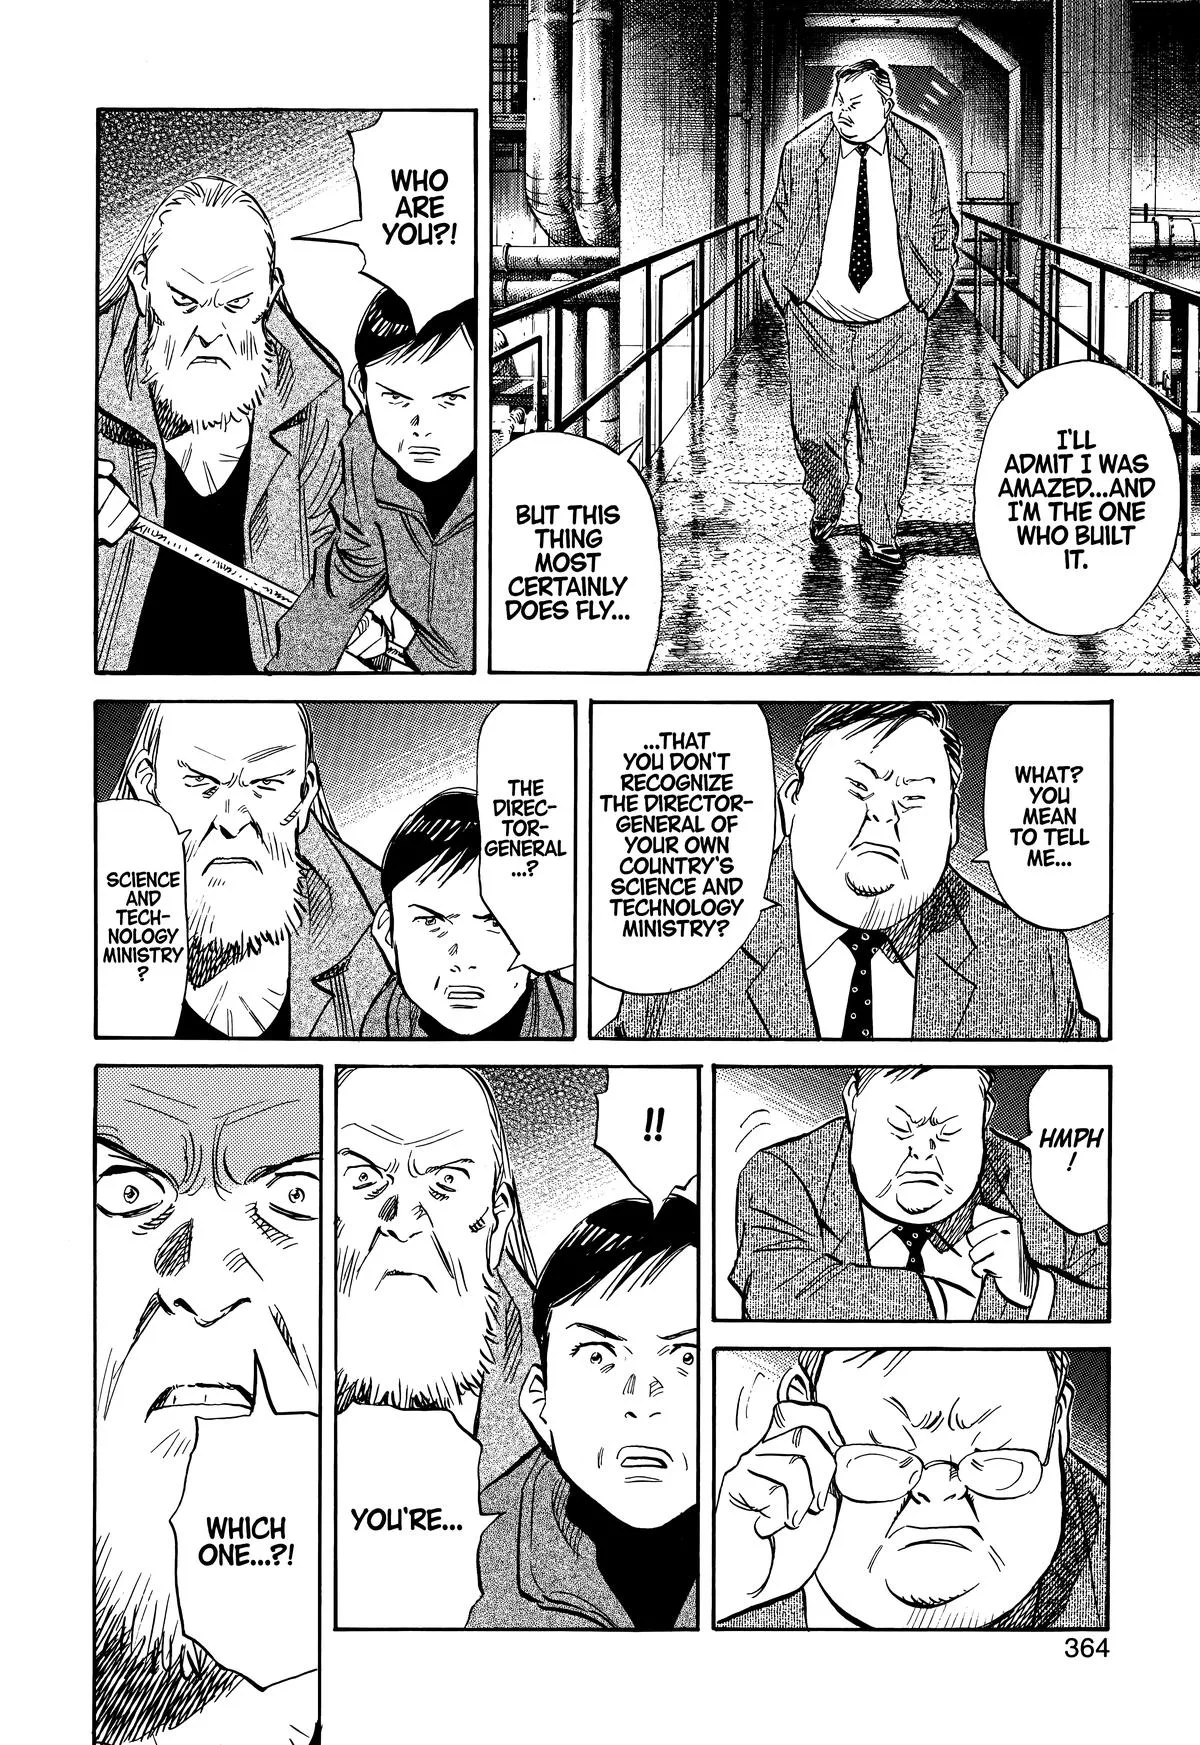 I'LL
ADMIT I WAS
AMAZED...AND
I'M THE ONE
WHO BUILT
IT.
BUT THIS
THING
MOST
CERTAINLY
DOES FLY...
WHO
ARE
YOU?!
WHAT?
YOU
MEAN
TO TELL
ME...
...THAT
YOU DON'T
RECOGNIZE
THE DIRECTOR-
GENERAL OF
YOUR OWN
COUNTRY'S
SCIENCE AND
TECHNOLOGY
MINISTRY?
THE
DIREC-
TOR-
GENERAL
...?
SCIENCE
AND
TECH-
NOLOGY
MINISTRY
?
HMPH
!
!!
YOU'RE...
WHICH
ONE...?!
364